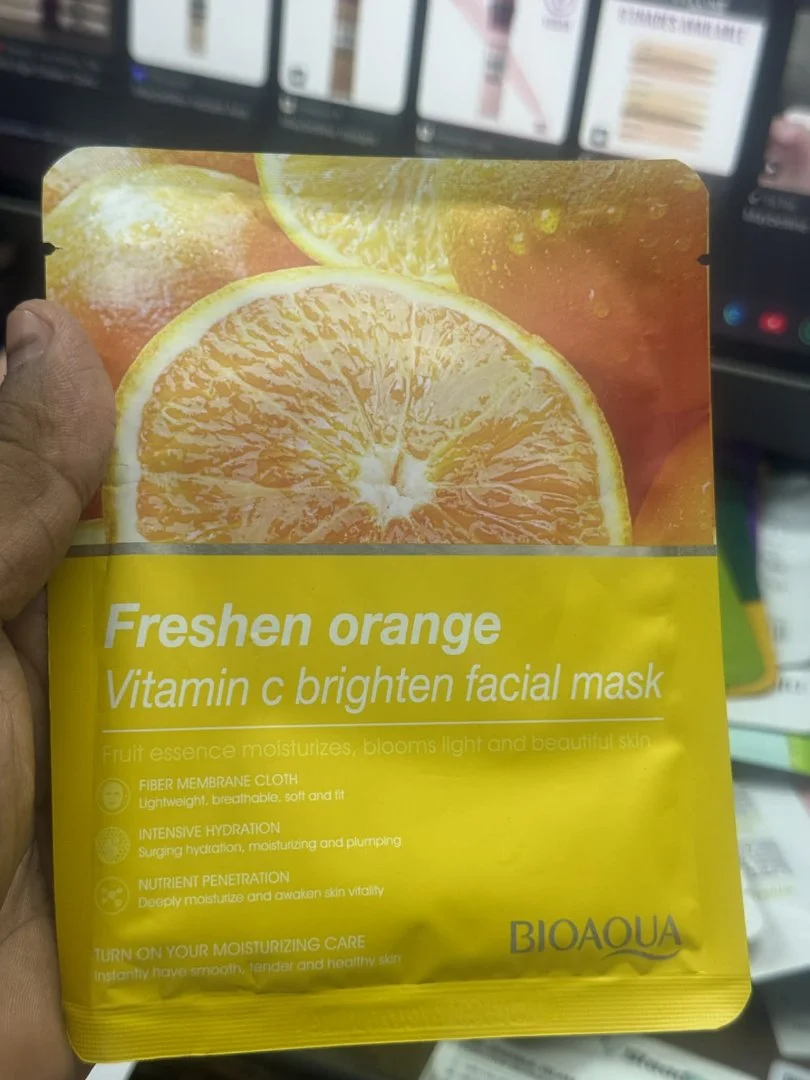 SHADES AVAILABLE
Freshen orange
Vitamin c brighten facial mask
Fruit essence moisturizes, blooms light and beautiful skin
FIBER MEMBRANE CLOTH
Lightweight, breathable, soft and fit
INTENSIVE HYDRATION
Surging hydration, moisturizing and plumping
NUTRIENT PENETRATION
Deeply moisturize and awaken skin vitality
TURN ON YOUR MOISTURIZING CARE
Instantly have smooth, tender and healthy skin
BIOAQUA